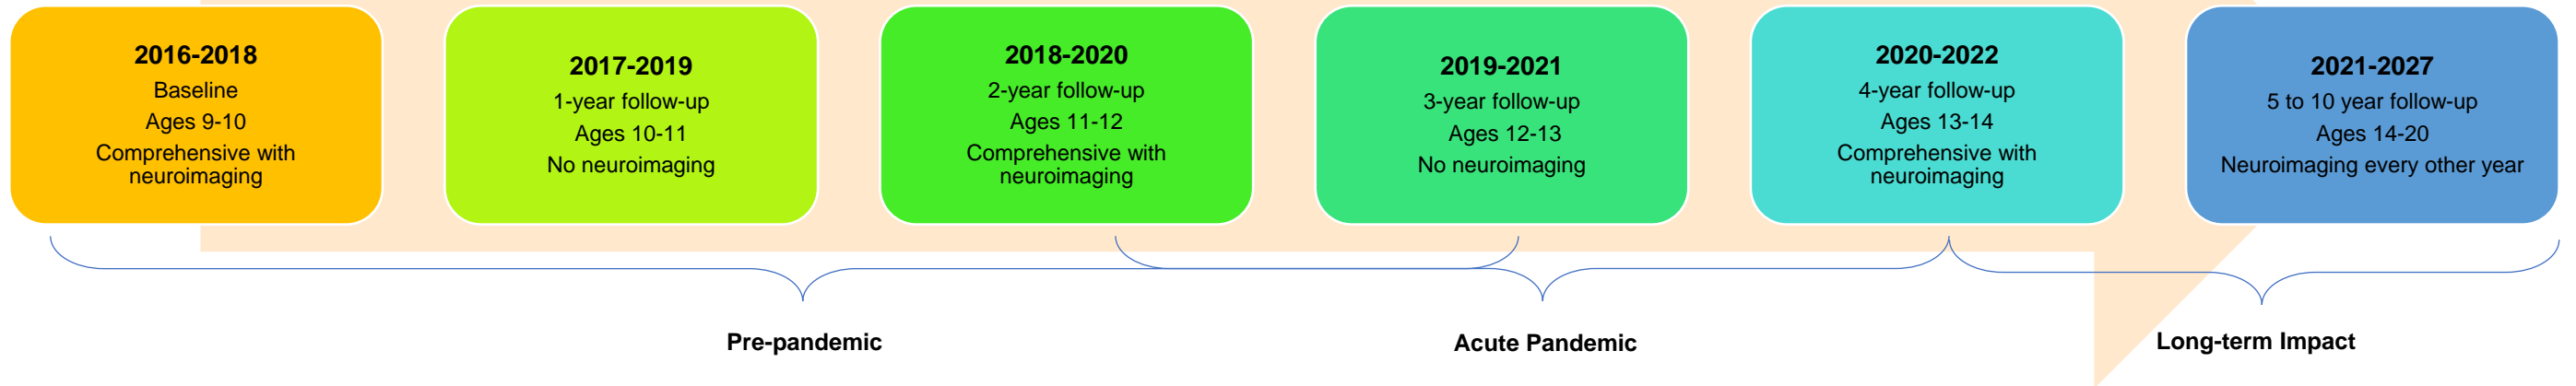 2016-2018
Baseline
Ages 9-10
Comprehensive with
neuroimaging
2017-2019
1-year follow-up
Ages 10-11
No neuroimaging
2018-2020
2-year follow-up
Ages 11-12
Comprehensive with
neuroimaging
2019-2021
3-year follow-up
Ages 12-13
No neuroimaging
2020-2022
4-year follow-up
Ages 13-14
Comprehensive with
neuroimaging
2021-2027
5 to 10 year follow-up
Ages 14-20
Neuroimaging every other year
Pre-pandemic
Acute Pandemic
Long-term Impact